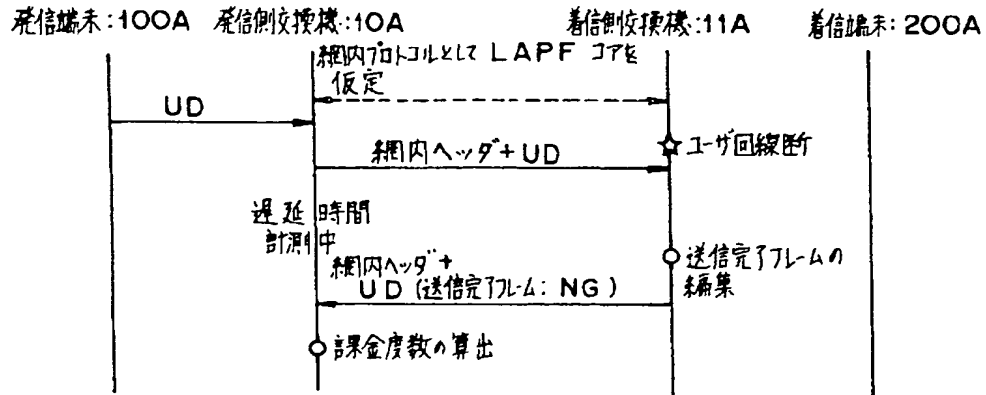 発信端末:100A 発信側交換機:10A 着信側交換機:11A 着信端末:200A
網内プロトコルとして LAPF コアを
仮定
UD
ユーザ回線断
網内ヘッダ+UD
遅延時間
計測中
送信完了フレームの
編集
網内ヘッダ+
UD (送信完了フレーム:NG)
課金度数の算出